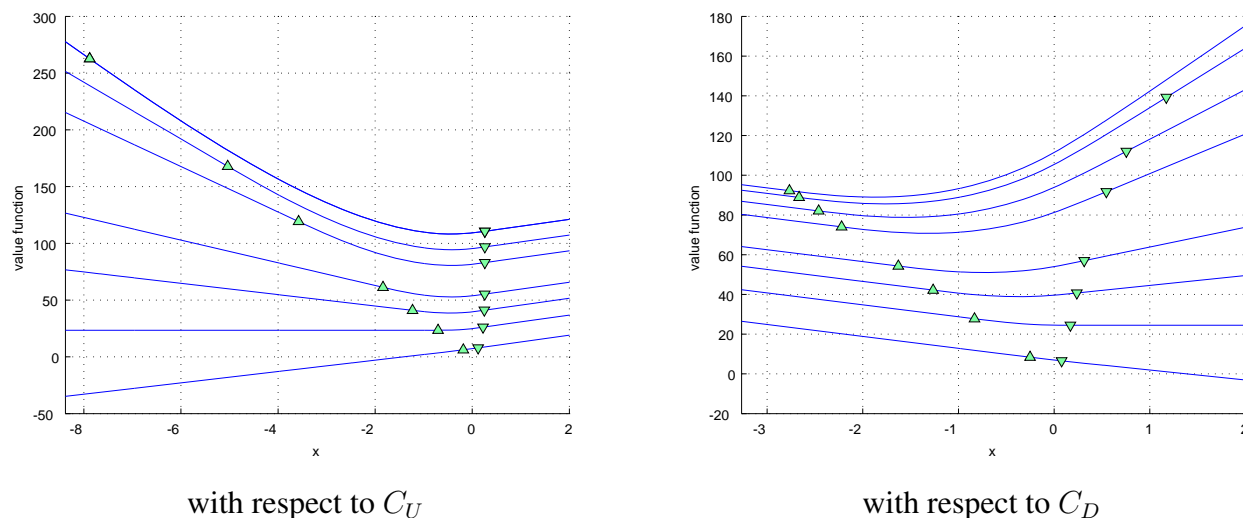 300
250
200
150
100
50
0
-50
value function
-8 -6 -4 -2 0 2
x
with respect to C_U
180
160
140
120
100
80
60
40
20
0
-20
value function
-3 -2 -1 0 1 2
x
with respect to C_D